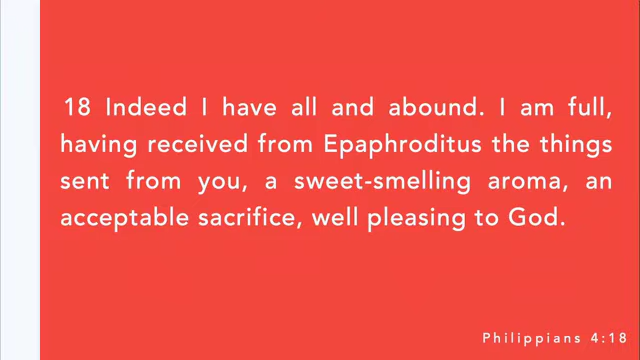 18 Indeed I have all and abound. I am full,
having received from Epaphroditus the things
sent from you, a sweet-smelling aroma, an
acceptable sacrifice, well pleasing to God.
Philippians 4:18